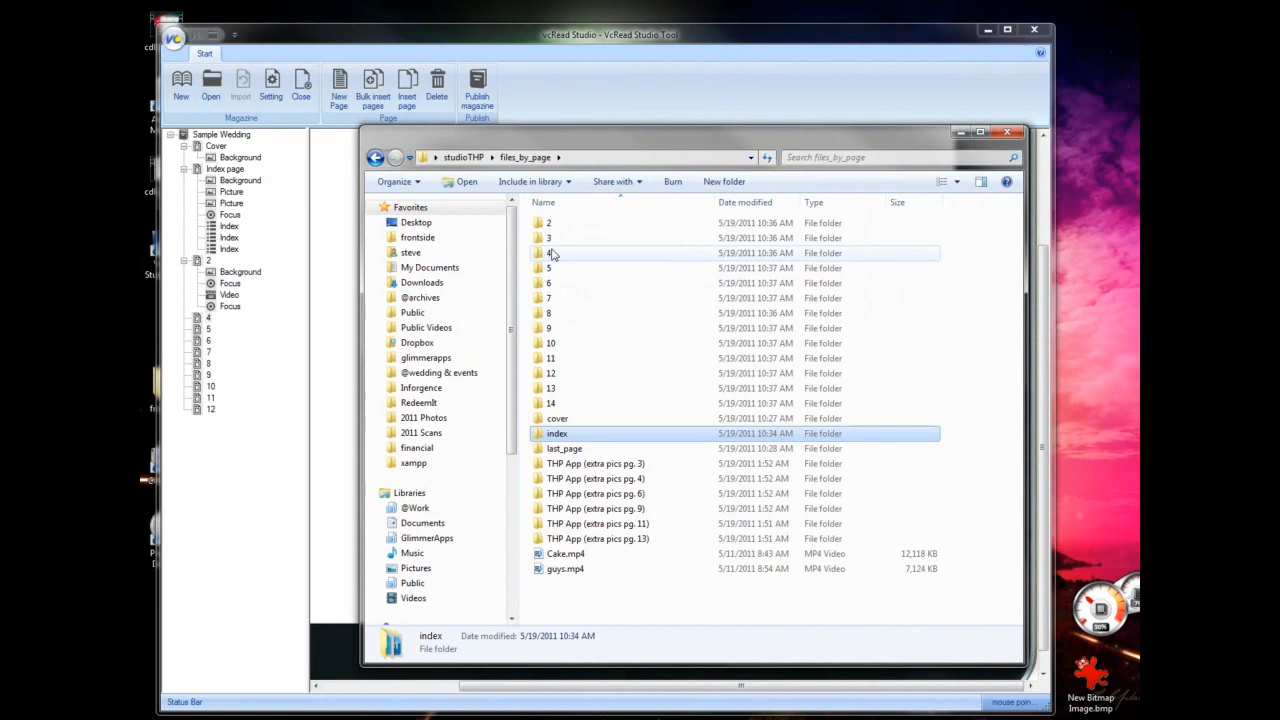 vcRead Studio - VcRead Studio Tool
Start
New
Open
Import
Setting
Close
New Page
Bulk insert pages
Insert page
Delete
Publish magazine
Magazine
Page
Publish
Sample Wedding
Cover
Background
Index page
Background
Picture
Picture
Focus
Index
Index
Index
2
Background
Focus
Video
Focus
4
5
6
7
8
9
10
11
12
studioTHP
files_by_page
Search files_by_page
Organize
Open
Include in library
Share with
Burn
New folder
Favorites
Desktop
frontside
steve
My Documents
Downloads
@archives
Public
Public Videos
Dropbox
glimmerapps
@wedding & events
Inforgence
RedeemIt
2011 Photos
2011 Scans
financial
xampp
Libraries
@Work
Documents
GlimmerApps
Music
Pictures
Public
Videos
Name Date modified Type Size
2 5/19/2011 10:36 AM File folder
3 5/19/2011 10:36 AM File folder
4 5/19/2011 10:36 AM File folder
5 5/19/2011 10:37 AM File folder
6 5/19/2011 10:37 AM File folder
7 5/19/2011 10:37 AM File folder
8 5/19/2011 10:37 AM File folder
9 5/19/2011 10:37 AM File folder
10 5/19/2011 10:37 AM File folder
11 5/19/2011 10:37 AM File folder
12 5/19/2011 10:37 AM File folder
13 5/19/2011 10:37 AM File folder
14 5/19/2011 10:37 AM File folder
cover 5/19/2011 10:27 AM File folder
index 5/19/2011 10:34 AM File folder
last_page 5/19/2011 10:28 AM File folder
THP App (extra pics pg. 3) 5/19/2011 1:52 AM File folder
THP App (extra pics pg. 4) 5/19/2011 1:52 AM File folder
THP App (extra pics pg. 6) 5/19/2011 1:52 AM File folder
THP App (extra pics pg. 9) 5/19/2011 1:52 AM File folder
THP App (extra pics pg. 11) 5/19/2011 1:51 AM File folder
THP App (extra pics pg. 13) 5/19/2011 1:51 AM File folder
Cake.mp4 5/11/2011 8:43 AM MP4 Video 12,118 KB
guys.mp4 5/11/2011 8:54 AM MP4 Video 7,124 KB
index Date modified: 5/19/2011 10:34 AM
File folder
Status Bar
mouse poin...
50%
New Bitmap
Image.bmp